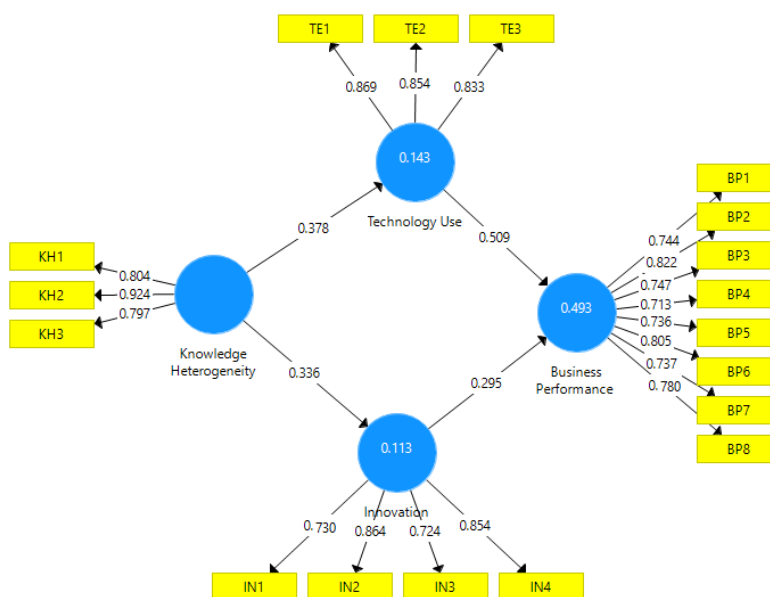 TE1 TE2 TE3
0.869 0.854 0.833
0.143
Technology Use
0.378
0.509
KH1
KH2
KH3
0.804
0.924
0.797
Knowledge
Heterogeneity
0.336
0.295
0.493
Business
Performance
BP1
BP2
BP3
BP4
BP5
BP6
BP7
BP8
0.744
0.822
0.747
0.713
0.736
0.805
0.737
0.780
0.113
Innovation
0.730 0.864 0.724 0.854
IN1 IN2 IN3 IN4